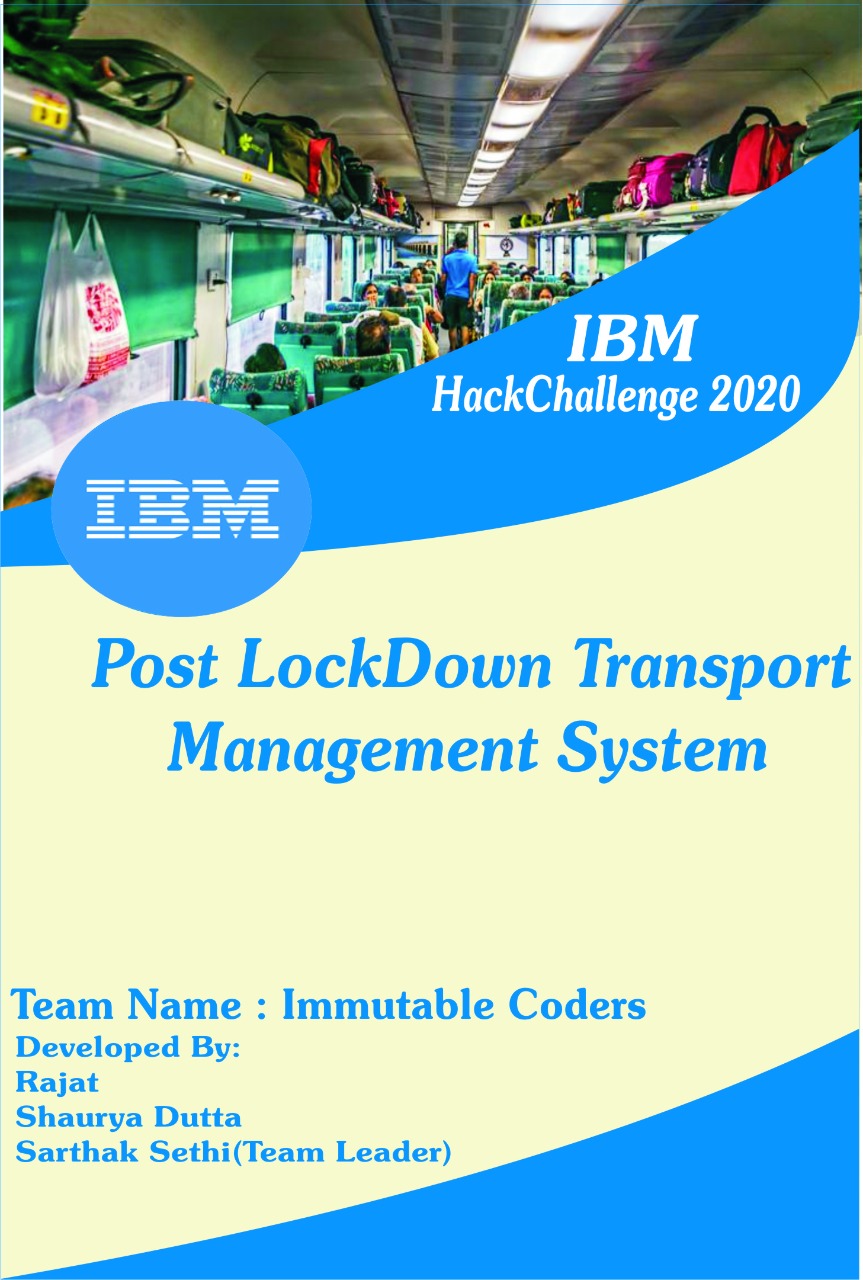 IBM
HackChallenge 2020
IBM
Post LockDown Transport
Management System
Team Name : Immutable Coders
Developed By:
Rajat
Shaurya Dutta
Sarthak Sethi(Team Leader)